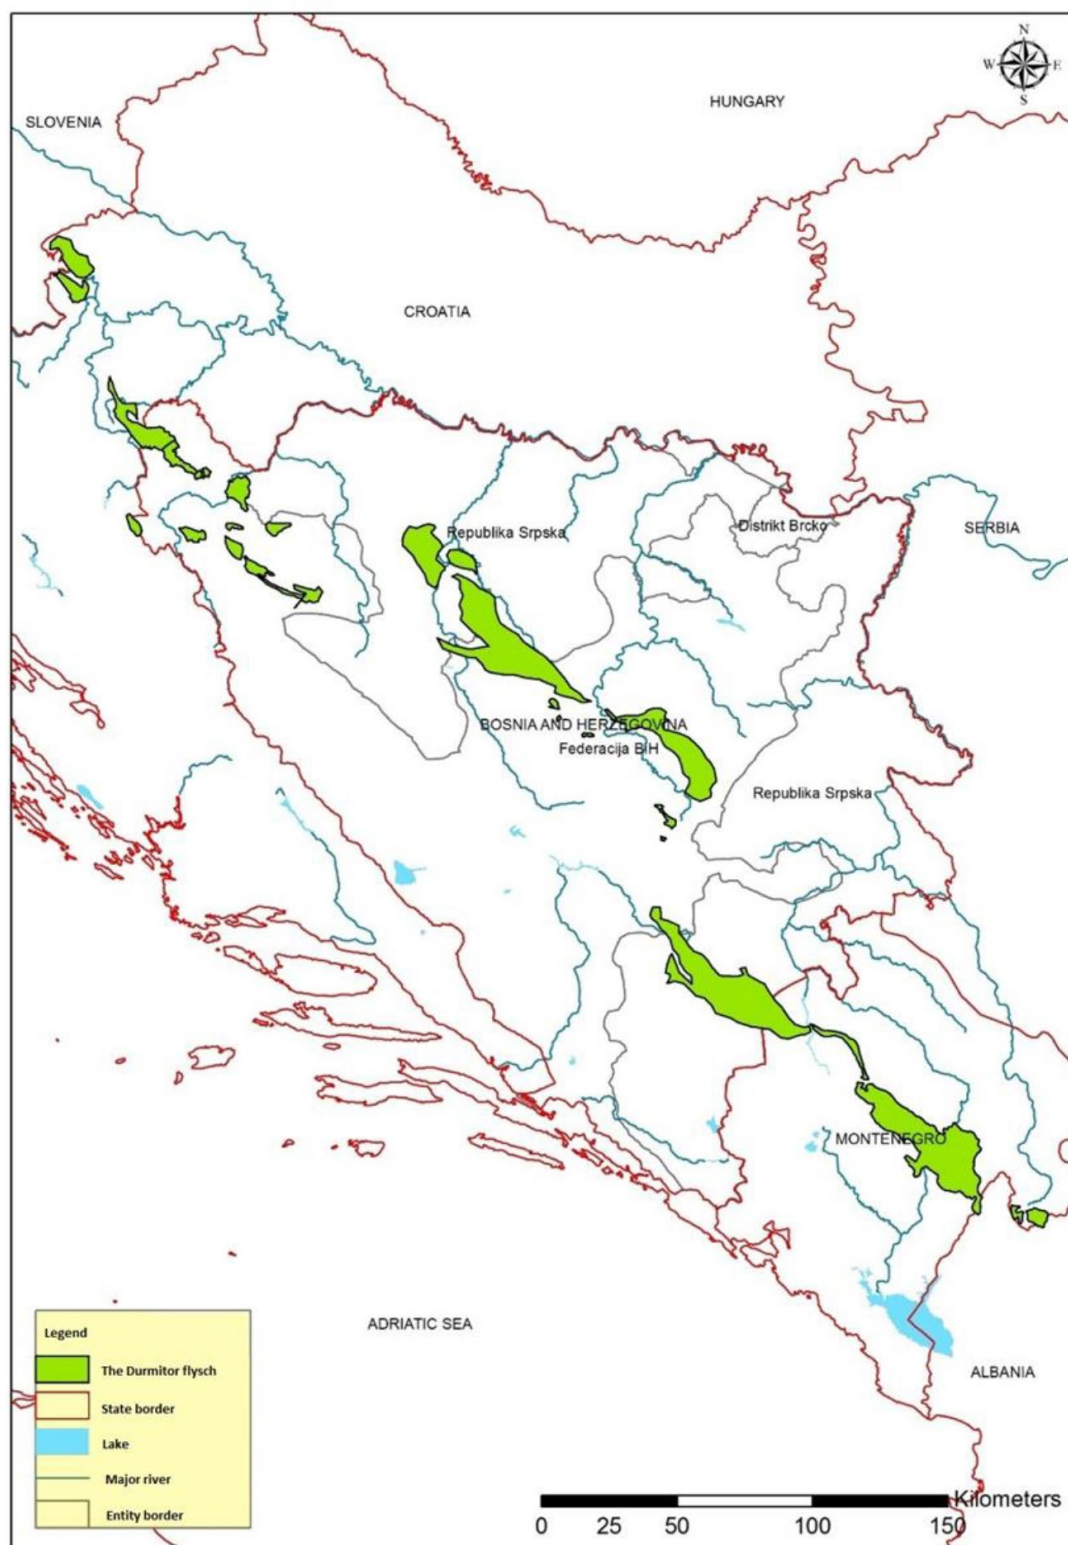 N
W E
S
HUNGARY
SLOVENIA
CROATIA
Republika Srpska
Distrikt Brcko
SERBIA
BOSNIA AND HERZEGOVINA
Federacija BIH
Republika Srpska
MONTENEGRO
ADRIATIC SEA
ALBANIA
Legend
The Durmitor flysch
State border
Lake
Major river
Entity border
Kilometers
0 25 50 100 150